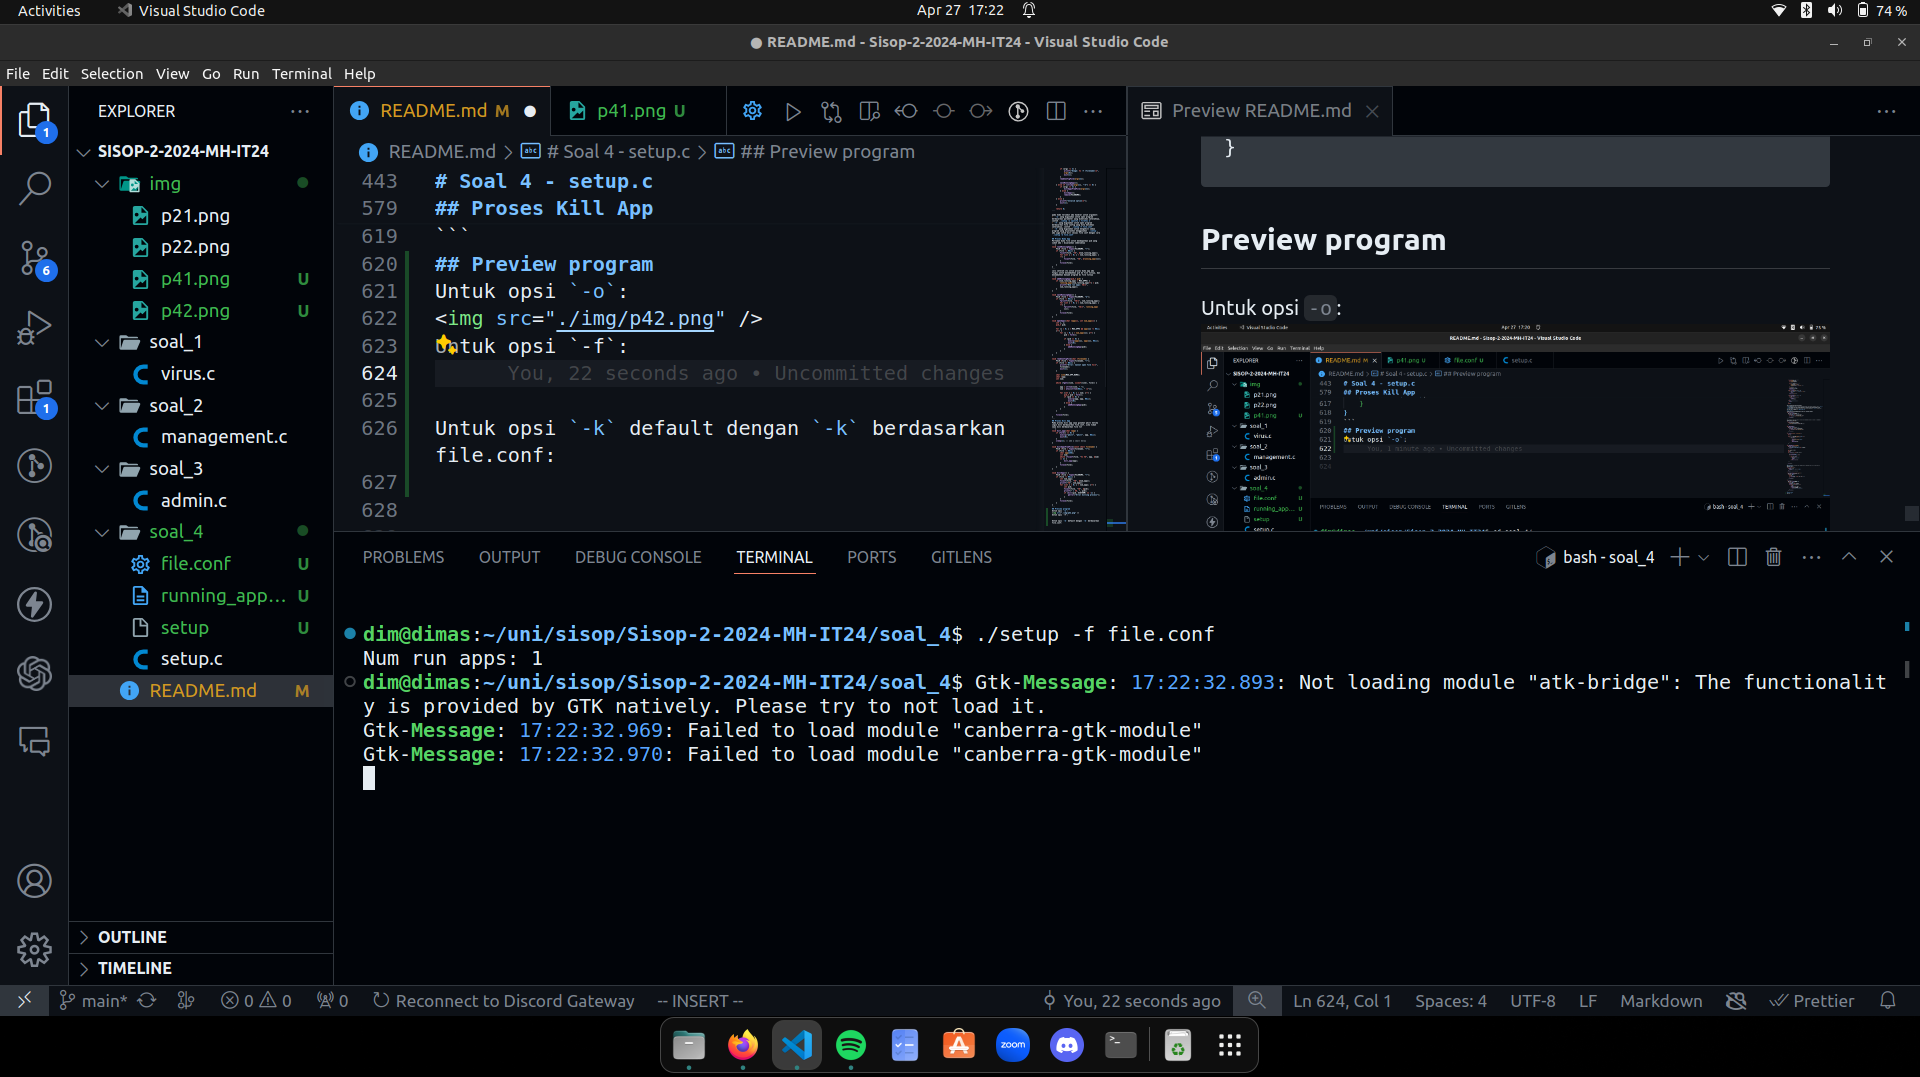 Activities
Visual Studio Code
Apr 27 17:22
74 %
● README.md - Sisop-2-2024-MH-IT24 - Visual Studio Code
File Edit Selection View Go Run Terminal Help
EXPLORER
SISOP-2-2024-MH-IT24
img
p21.png
p22.png
p41.png U
p42.png U
soal_1
virus.c
soal_2
management.c
soal_3
admin.c
soal_4
file.conf U
running_app... U
setup U
setup.c
README.md M
OUTLINE
TIMELINE
1
6
1
README.md M
p41.png U
README.md > # Soal 4 - setup.c > ## Preview program
443 # Soal 4 - setup.c
579 ## Proses Kill App
619 ```
620 ## Preview program
621 Untuk opsi `-o`:
622 <img src="./img/p42.png" />
623 Untuk opsi `-f`:
624 You, 22 seconds ago • Uncommitted changes
625
626 Untuk opsi `-k` default dengan `-k` berdasarkan
file.conf:
627
628
Preview README.md
}
Preview program
Untuk opsi -o:
PROBLEMS OUTPUT DEBUG CONSOLE TERMINAL PORTS GITLENS
bash - soal_4
dim@dimas:~/uni/sisop/Sisop-2-2024-MH-IT24/soal_4$ ./setup -f file.conf
Num run apps: 1
dim@dimas:~/uni/sisop/Sisop-2-2024-MH-IT24/soal_4$ Gtk-Message: 17:22:32.893: Not loading module "atk-bridge": The functionalit
y is provided by GTK natively. Please try to not load it.
Gtk-Message: 17:22:32.969: Failed to load module "canberra-gtk-module"
Gtk-Message: 17:22:32.970: Failed to load module "canberra-gtk-module"
main* 0 0 0 Reconnect to Discord Gateway -- INSERT -- You, 22 seconds ago Ln 624, Col 1 Spaces: 4 UTF-8 LF Markdown Prettier
zoom